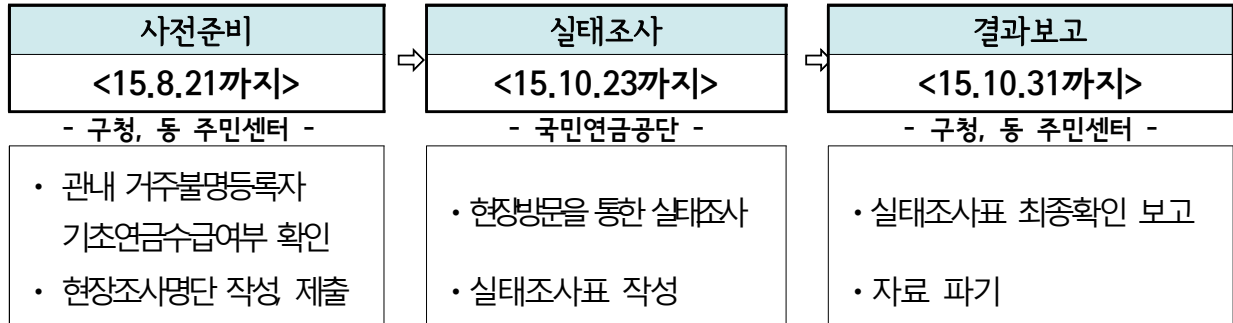 사전준비
<15.8.21까지>
- 구청, 동 주민센터 -
· 관내 거주불명등록자
기초연금수급여부 확인
· 현장조사명단 작성, 제출
⇨
실태조사
<15.10.23까지>
- 국민연금공단 -
· 현장방문을 통한 실태조사
· 실태조사표 작성
⇨
결과보고
<15.10.31까지>
- 구청, 동 주민센터 -
· 실태조사표 최종확인 보고
· 자료 파기